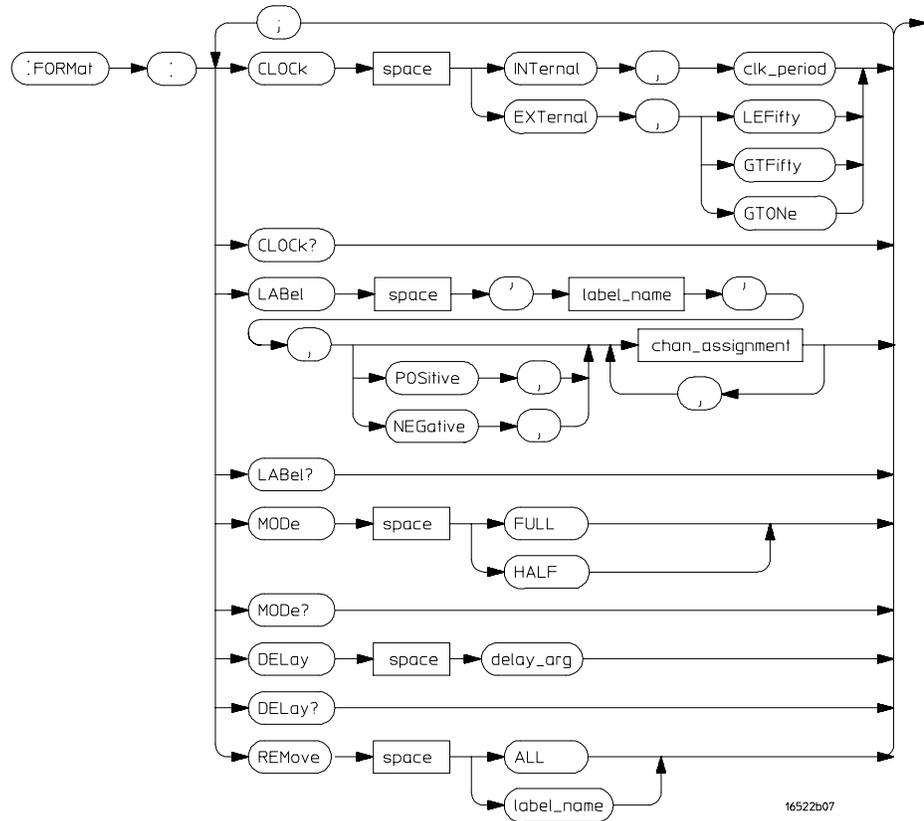 ;
:FORMat : CLOCk space INTernal , clk_period
EXTernal , LEFifty
GTFifty
GTONe
CLOCk?
LABel space ' label_name '
, chan_assignment
POSitive , ,
NEGative ,
LABel?
MODe space FULL
HALF
MODe?
DELay space delay_arg
DELay?
REMove space ALL
label_name
16522b07